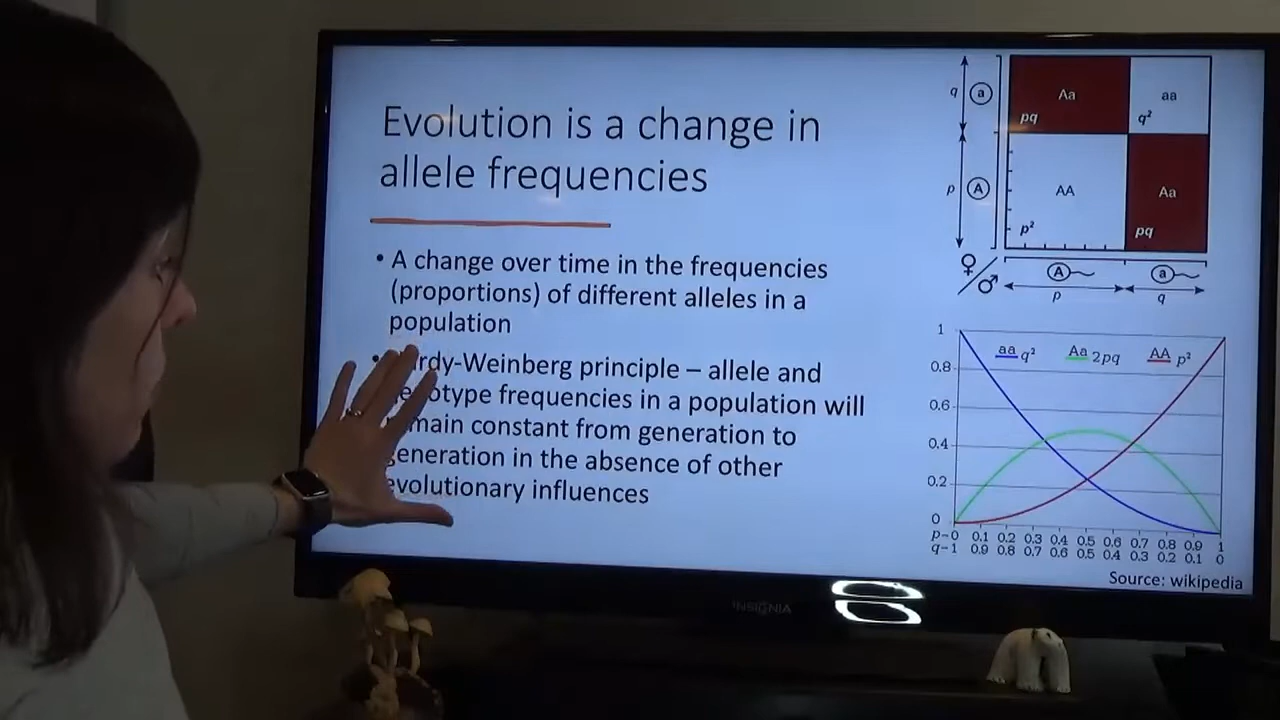 Evolution is a change in
allele frequencies
• A change over time in the frequencies
(proportions) of different alleles in a
population
rdy-Weinberg principle – allele and
otype frequencies in a population will
main constant from generation to
generation in the absence of other
evolutionary influences
q a Aa aa
pq q²
p A AA Aa
p² pq
♀/♂ A a
p q
1 aa q² Aa 2pq AA p²
0.8
0.6
0.4
0.2
0
p-0 0.1 0.2 0.3 0.4 0.5 0.6 0.7 0.8 0.9 1
q-1 0.9 0.8 0.7 0.6 0.5 0.4 0.3 0.2 0.1 0
Source: wikipedia
INSIGNIA